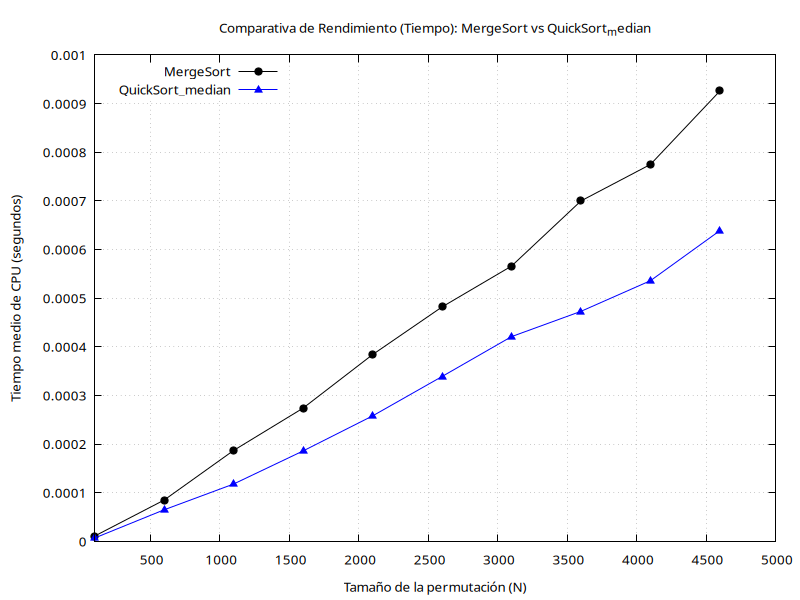 Comparativa de Rendimiento (Tiempo): MergeSort vs QuickSortmedian
MergeSort
QuickSort_median
0.001
0.0009
0.0008
0.0007
0.0006
0.0005
0.0004
0.0003
0.0002
0.0001
0
Tiempo medio de CPU (segundos)
500 1000 1500 2000 2500 3000 3500 4000 4500 5000
Tamaño de la permutación (N)